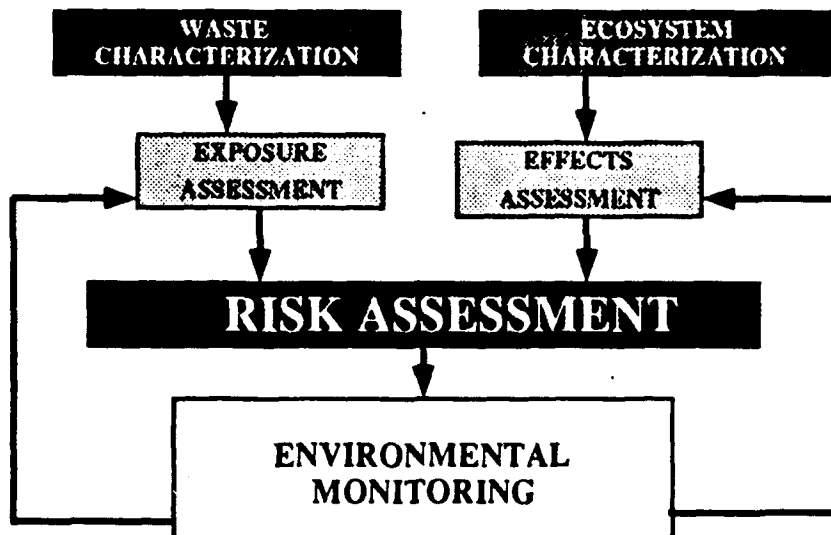 WASTE
CHARACTERIZATION
ECOSYSTEM
CHARACTERIZATION
EXPOSURE
ASSESSMENT
EFFECTS
ASSESSMENT
RISK ASSESSMENT
ENVIRONMENTAL
MONITORING